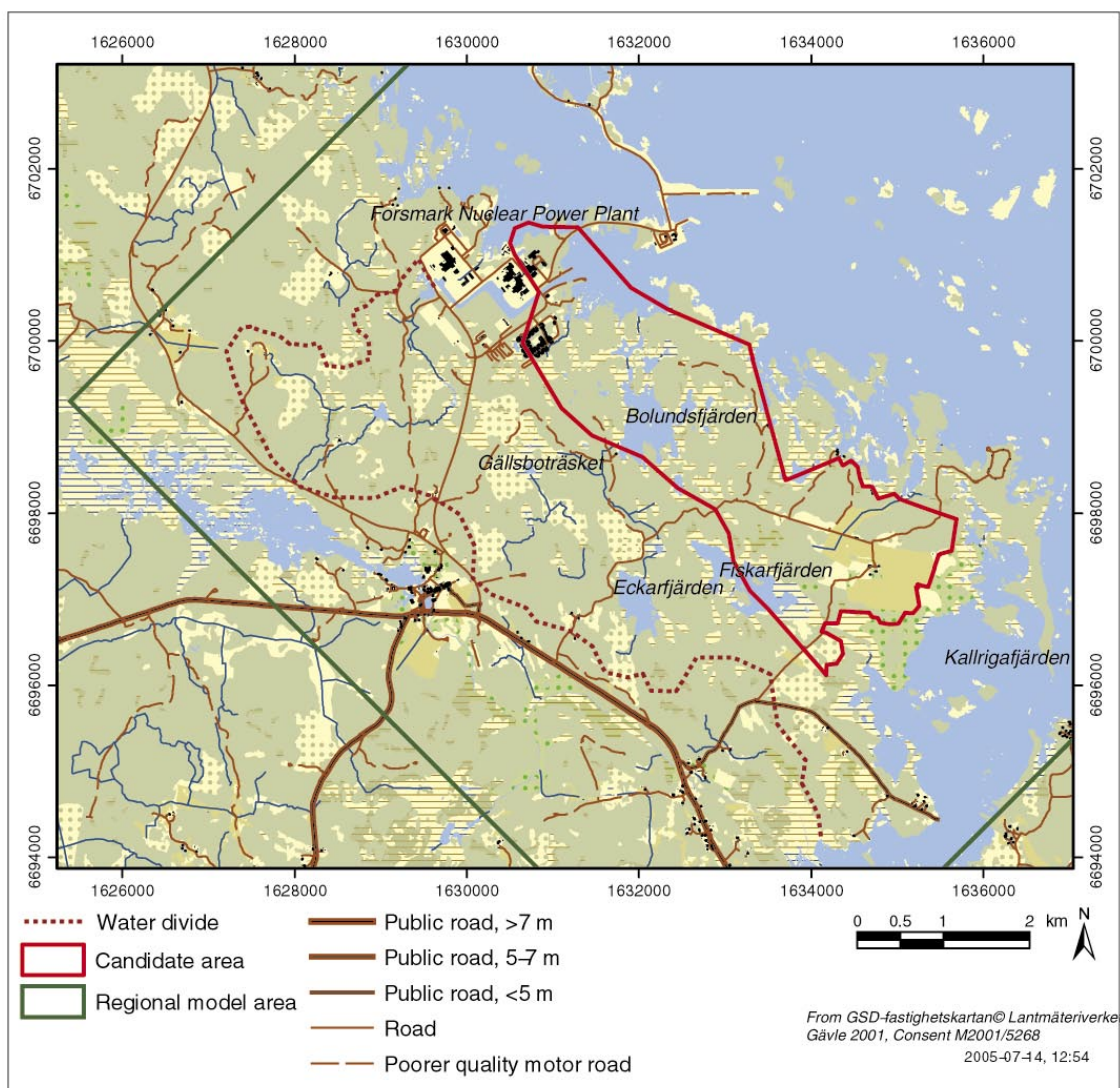 1626000 1628000 1630000 1632000 1634000 1636000
6702000 6702000
Forsmark Nuclear Power Plant
6700000 6700000
Bolundsfjärden
Gällsboträsket
6698000 6698000
Eckarfjärden Fiskarfjärden
Kallrigafjärden
6696000 6696000
6694000 6694000
1626000 1628000 1630000 1632000 1634000 1636000
Water divide
Candidate area
Regional model area
Public road, >7 m
Public road, 5–7 m
Public road, <5 m
Road
Poorer quality motor road
0 0.5 1 2 km
N
From GSD-fastighetskartan© Lantmäteriverke
Gävle 2001, Consent M2001/5268
2005-07-14, 12:54